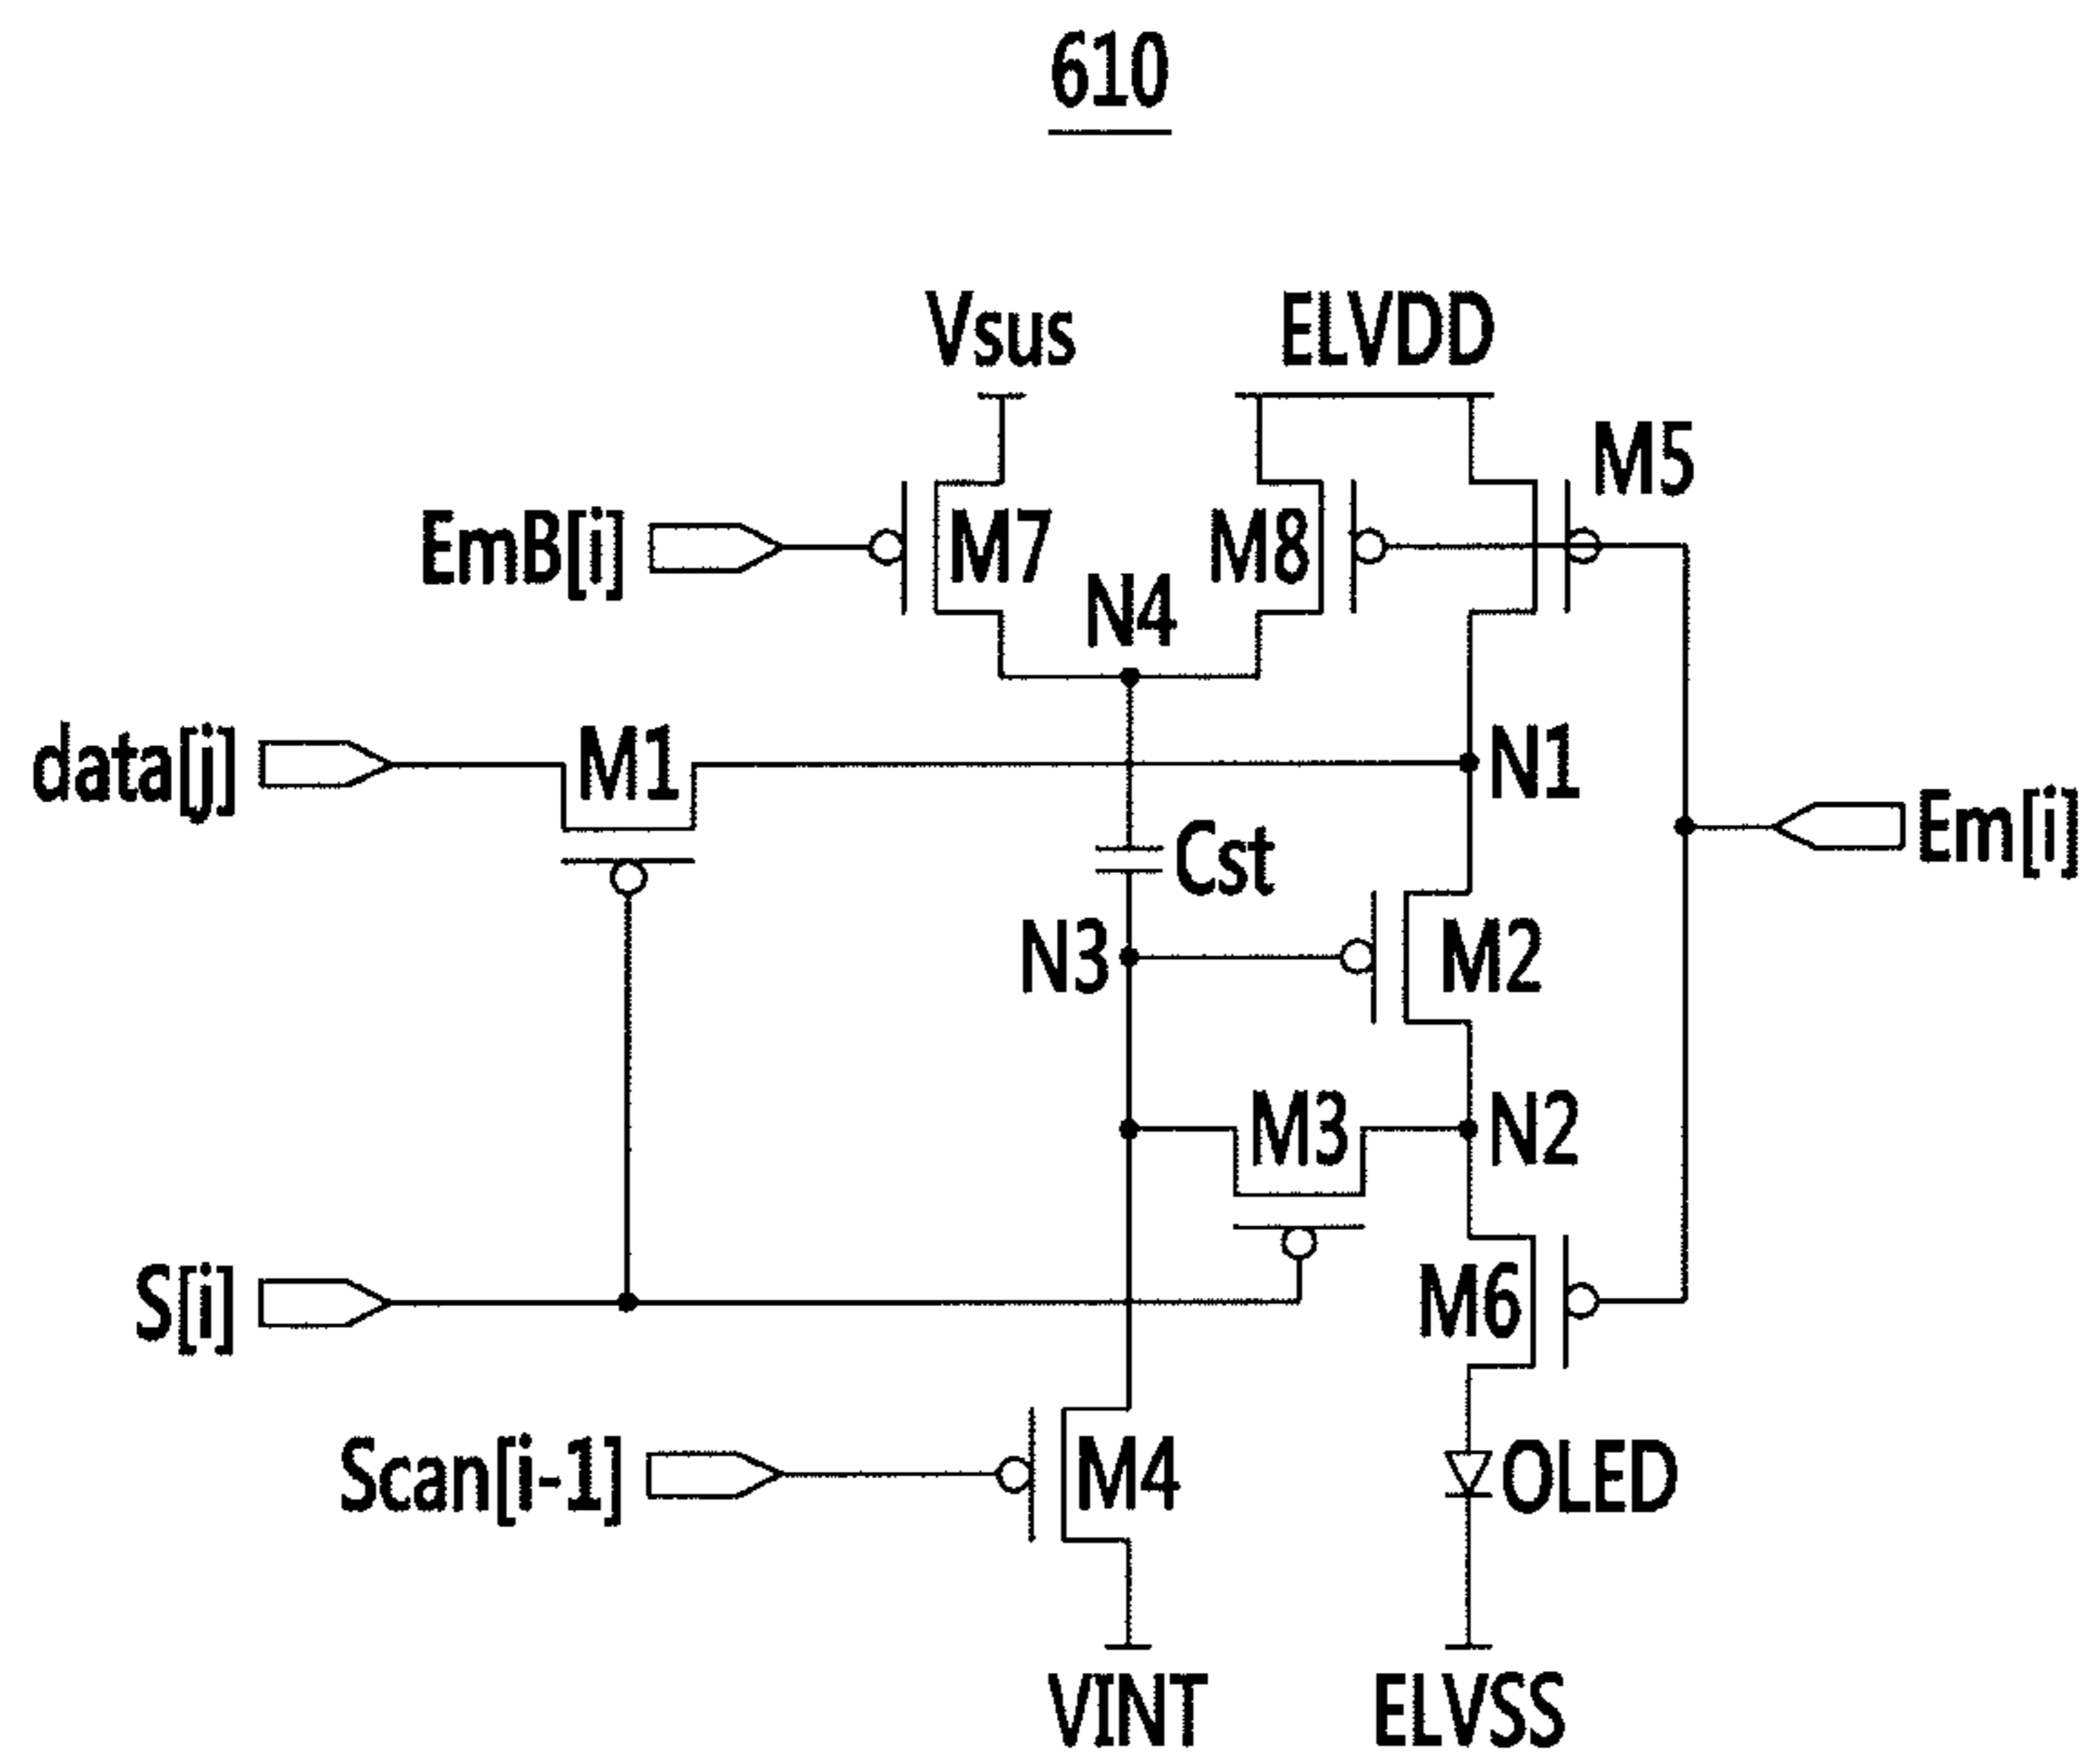 610
Vsus ELVDD
M5
EmB[i] M7 M8
N4
data[j] M1 N1
Em[i]
Cst
N3 M2
M3 N2
S[i] M6
Scan[i-1] M4 OLED
VINT ELVSS